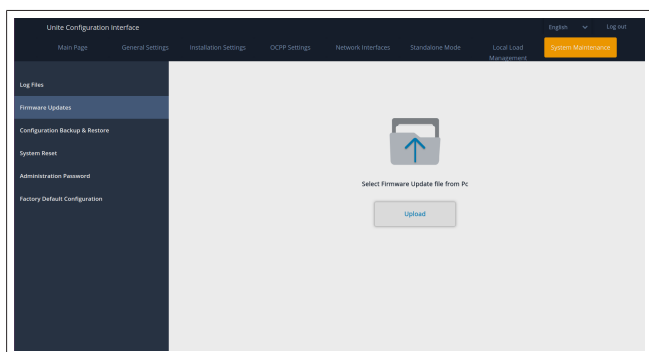 Unite Configuration Interface
English
Log out
Main Page
General Settings
Installation Settings
OCPP Settings
Network Interfaces
Standalone Mode
Local Load
Management
System Maintenance
Log Files
Firmware Updates
Configuration Backup & Restore
System Reset
Administration Password
Factory Default Configuration
Select Firmware Update file from Pc
Upload